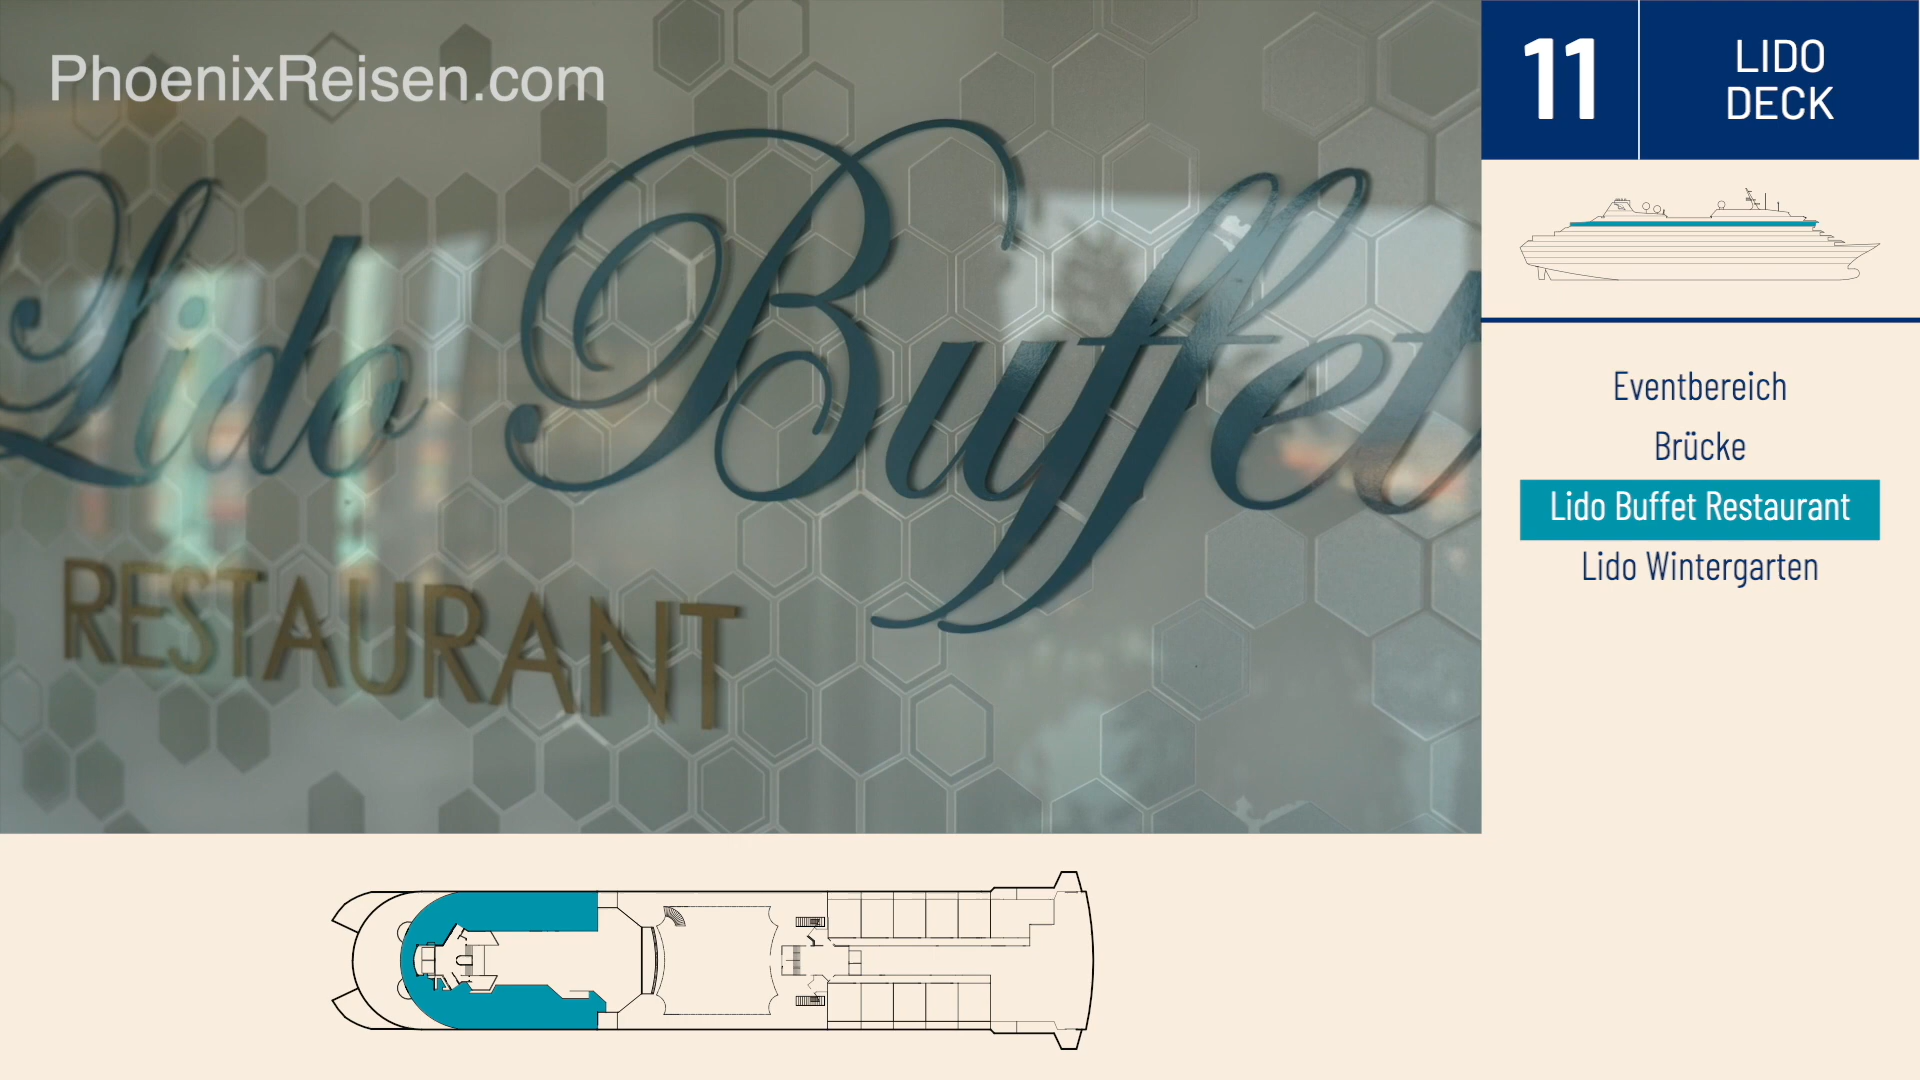 PhoenixReisen.com
Lido Buffet
RESTAURANT
11
LIDO
DECK
Eventbereich
Brücke
Lido Buffet Restaurant
Lido Wintergarten